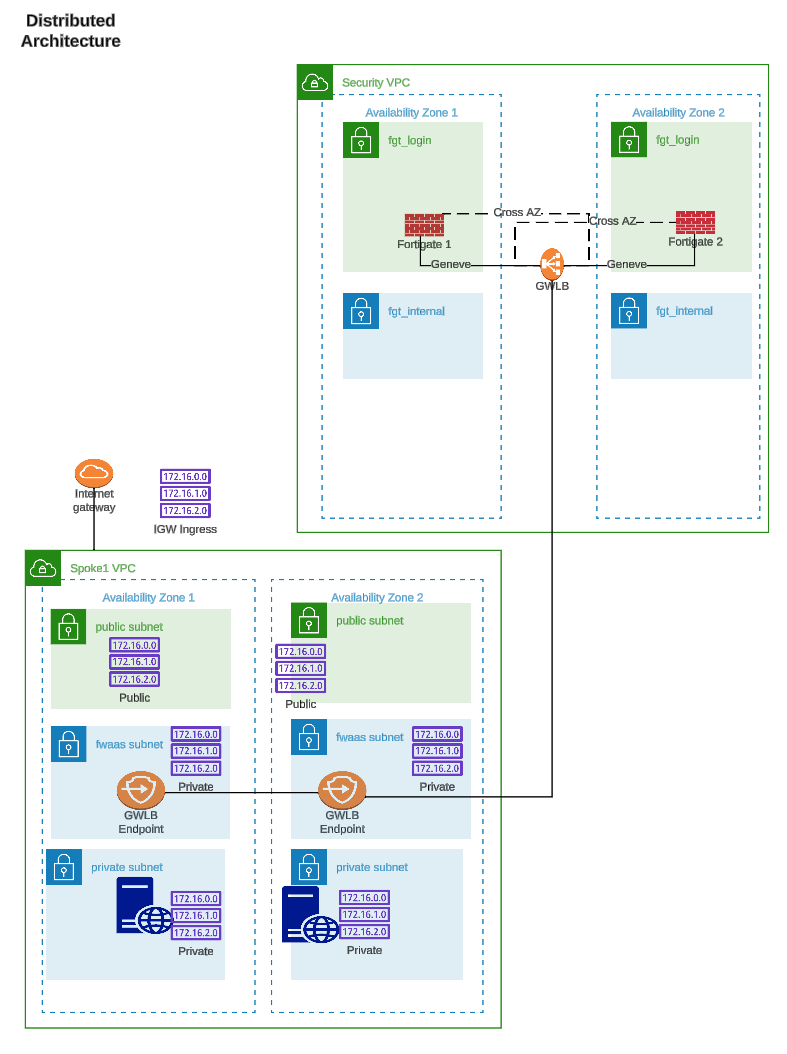 Distributed
Architecture
Security VPC
Availability Zone 1
Availability Zone 2
fgt_login
fgt_login
Cross AZ
Cross AZ
Fortigate 1
Fortigate 2
Geneve
Geneve
GWLB
fgt_internal
fgt_internal
Internet
gateway
172.16.0.0
172.16.1.0
172.16.2.0
IGW Ingress
Spoke1 VPC
Availability Zone 1
Availability Zone 2
public subnet
172.16.0.0
172.16.1.0
172.16.2.0
Public
public subnet
172.16.0.0
172.16.1.0
172.16.2.0
Public
fwaas subnet
172.16.0.0
172.16.1.0
172.16.2.0
Private
GWLB
Endpoint
fwaas subnet
172.16.0.0
172.16.1.0
172.16.2.0
Private
GWLB
Endpoint
private subnet
172.16.0.0
172.16.1.0
172.16.2.0
Private
private subnet
172.16.0.0
172.16.1.0
172.16.2.0
Private